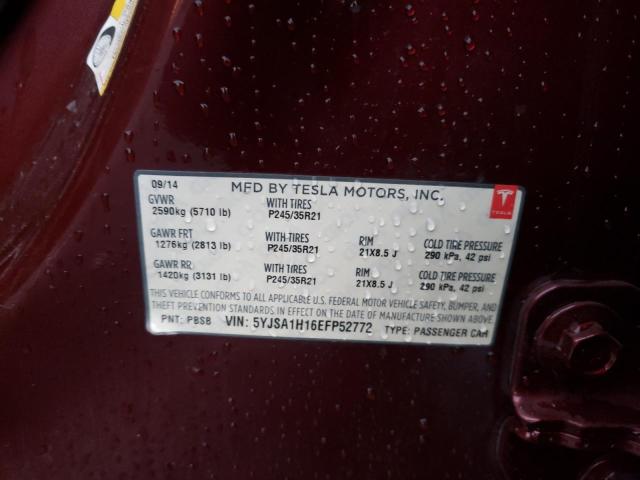 09/14
MFD BY TESLA MOTORS, INC.
GVWR WITH TIRES
2590kg (5710 lb) P245/35R21
TESLA
GAWR FRT WITH TIRES RIM COLD TIRE PRESSURE
1276kg (2813 lb) P245/35R21 21X8.5 J 290 kPa, 42 psi
GAWR RR WITH TIRES RIM COLD TIRE PRESSURE
1420kg (3131 lb) P245/35R21 21X8.5 J 290 kPa, 42 psi
THIS VEHICLE CONFORMS TO ALL APPLICABLE U.S. FEDERAL MOTOR VEHICLE SAFETY, BUMPER, AND
THEFT PREVENTION STANDARDS IN EFFECT ON THE DATE OF MANUFACTURE SHOWN ABOVE.
PNT: PBSB VIN: 5YJSA1H16EFP52772 TYPE: PASSENGER CAR